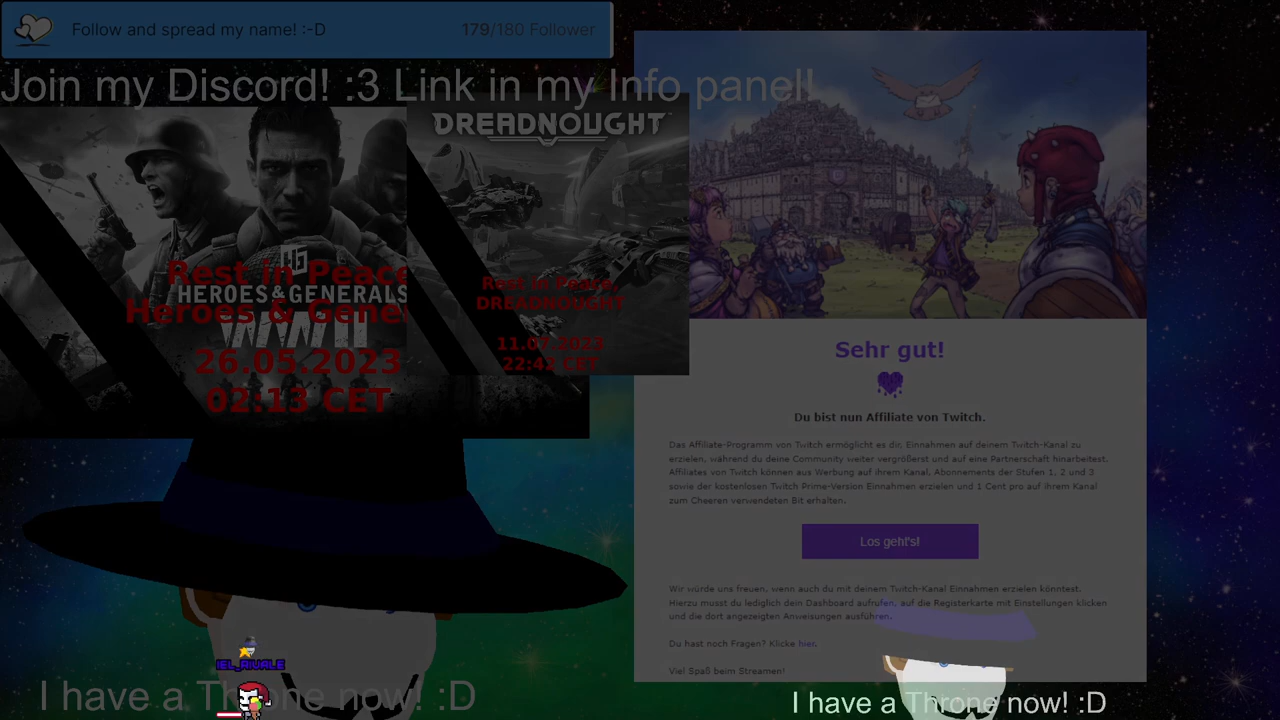 Follow and spread my name! :-D
179/180 Follower
Join my Discord! :3 Link in my Info panel!
DREADNOUGHT
Rest in Peace
HEROES & GENERALS
Heroes & Gene
WWII
26.05.2023
02:13 CET
Rest in Peace,
DREADNOUGHT
11.07.2023
22:42 CET
Sehr gut!
Du bist nun Affiliate von Twitch.
Das Affiliate-Programm von Twitch ermöglicht es dir, Einnahmen auf deinem Twitch-Kanal zu
erzielen, während du deine Community weiter vergrößerst und auf eine Partnerschaft hinarbeitest.
Affiliates von Twitch können aus Werbung auf ihrem Kanal, Abonnements der Stufen 1, 2 und 3
sowie der kostenlosen Twitch Prime-Version Einnahmen erzielen und 1 Cent pro auf ihrem Kanal
zum Cheeren verwendeten Bit erhalten.
Los geht's!
Wir würde uns freuen, wenn auch du mit deinem Twitch-Kanal Einnahmen erzielen könntest.
Hierzu musst du lediglich dein Dashboard aufrufen, auf die Registerkarte mit Einstellungen klicken
und die dort angezeigten Anweisungen ausführen.
Du hast noch Fragen? Klicke hier.
Viel Spaß beim Streamen!
I have a Throne now! :D
I have a Throne now! :D